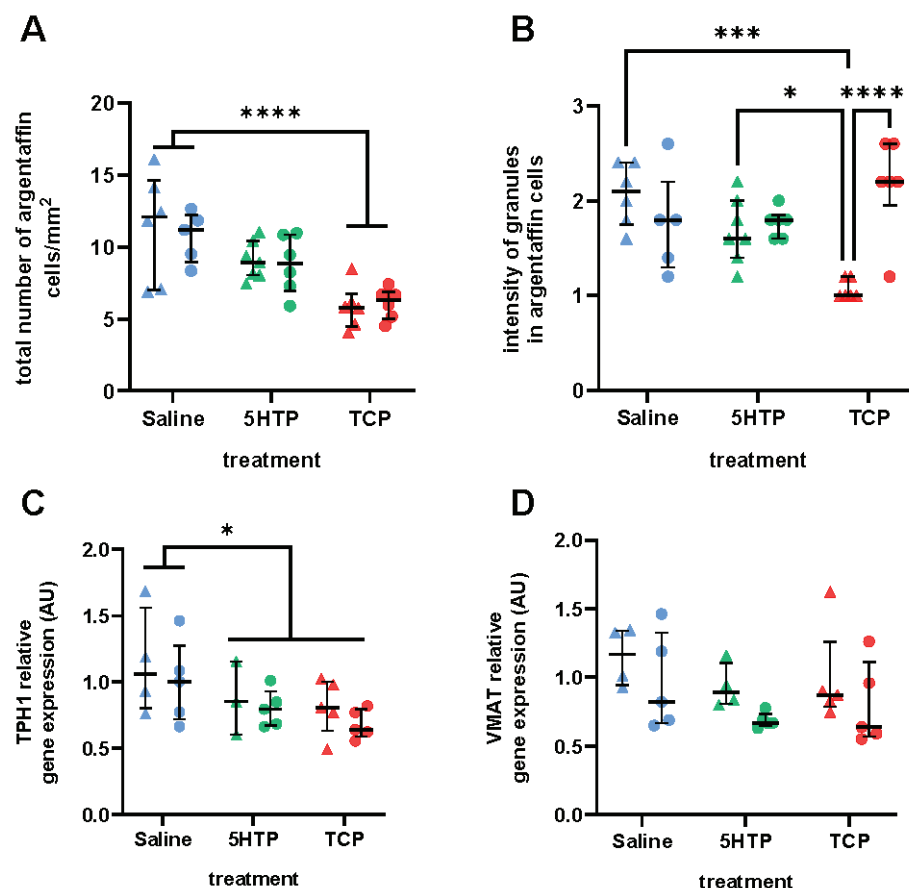 A
total number of argentaffin
cells/mm²
20
15
10
5
0
****
Saline
5HTP
TCP
treatment
B
intensity of granules
in argentaffin cells
3
2
1
0
***
*
****
Saline
5HTP
TCP
treatment
C
TPH1 relative
gene expression (AU)
2.0
1.5
1.0
0.5
0.0
*
Saline
5HTP
TCP
treatment
D
VMAT relative
gene expression (AU)
2.0
1.5
1.0
0.5
0.0
Saline
5HTP
TCP
treatment